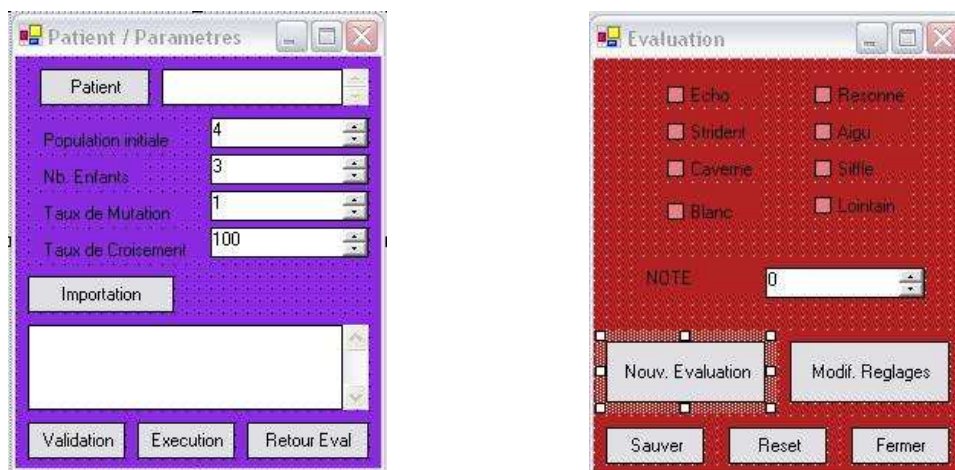 Patient / Parametres
Patient
Population initiale
4
Nb. Enfants
3
Taux de Mutation
1
Taux de Croisement
100
Importation
Validation
Execution
Retour Eval
Evaluation
Echo
Resonne
Strident
Aigu
Caverne
Siffle
Blanc
Lointain
NOTE
0
Nouv. Evaluation
Modif. Reglages
Sauver
Reset
Fermer